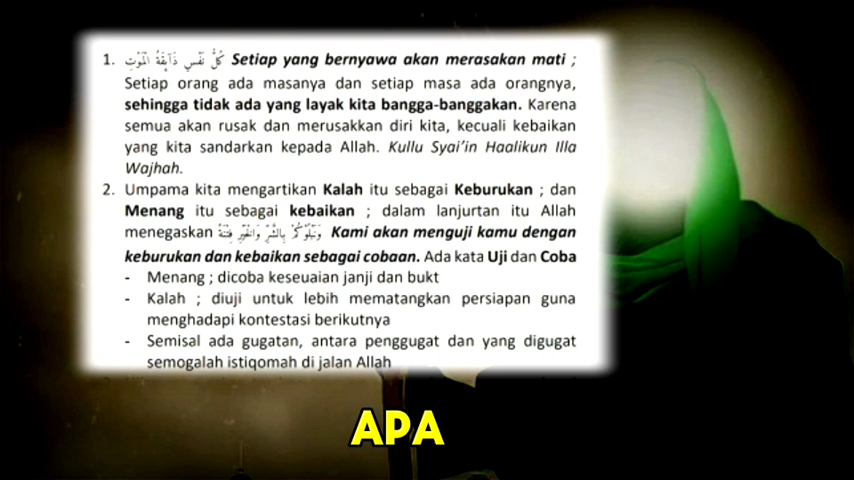 1. كُلُّ نَفْسٍ ذَآئِقَةُ الْمَوْتِ Setiap yang bernyawa akan merasakan mati ;
Setiap orang ada masanya dan setiap masa ada orangnya,
sehingga tidak ada yang layak kita bangga-banggakan. Karena
semua akan rusak dan merusakkan diri kita, kecuali kebaikan
yang kita sandarkan kepada Allah. Kullu Syai’in Haalikun Illa
Wajhah.
2. Umpama kita mengartikan Kalah itu sebagai Keburukan ; dan
Menang itu sebagai kebaikan ; dalam lanjurtan itu Allah
menegaskan وَنَبْلُوْكُمْ بِالشَّرِّ وَالْخَيْرِ فِتْنَةً Kami akan menguji kamu dengan
keburukan dan kebaikan sebagai cobaan. Ada kata Uji dan Coba
- Menang ; dicoba keseuaian janji dan bukt
- Kalah ; diuji untuk lebih mematangkan persiapan guna
menghadapi kontestasi berikutnya
- Semisal ada gugatan, antara penggugat dan yang digugat
semogalah istiqomah di jalan Allah
APA